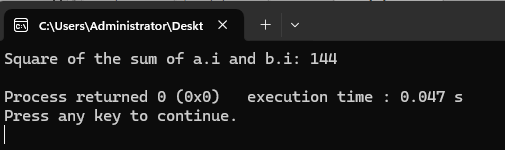 C:\Users\Administrator\Deskt
Square of the sum of a.i and b.i: 144
Process returned 0 (0x0)   execution time : 0.047 s
Press any key to continue.